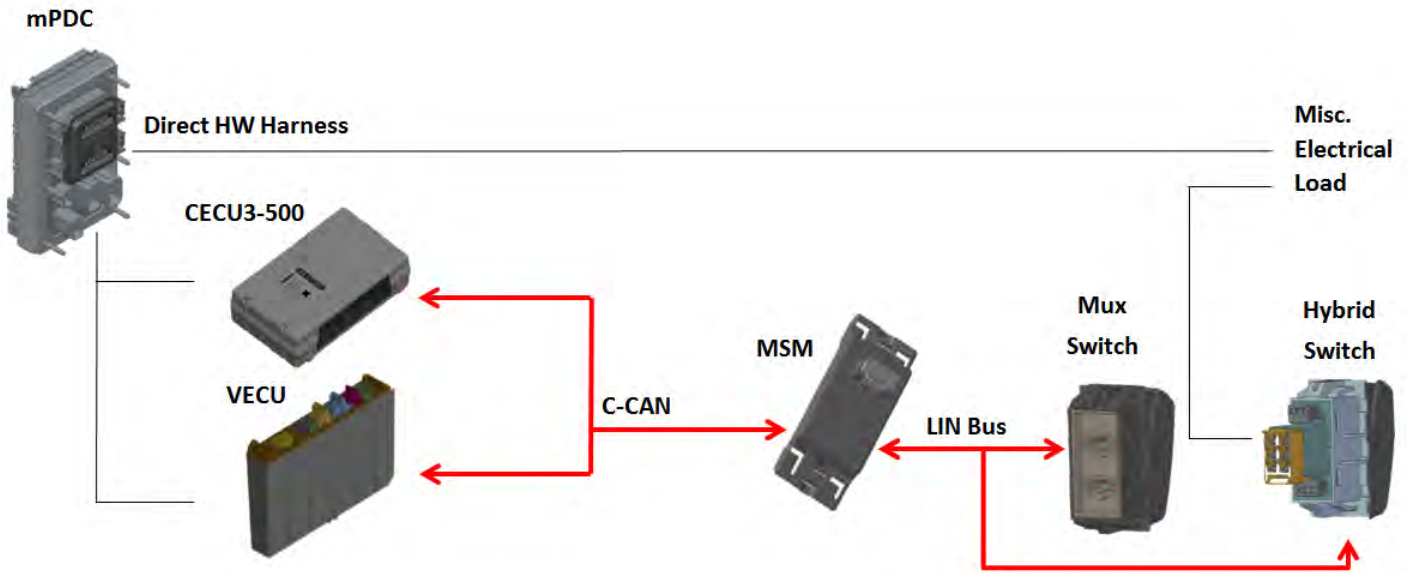 mPDC
Direct HW Harness
Misc.
Electrical
Load
CECU3-500
VECU
C-CAN
MSM
LIN Bus
Mux
Switch
Hybrid
Switch